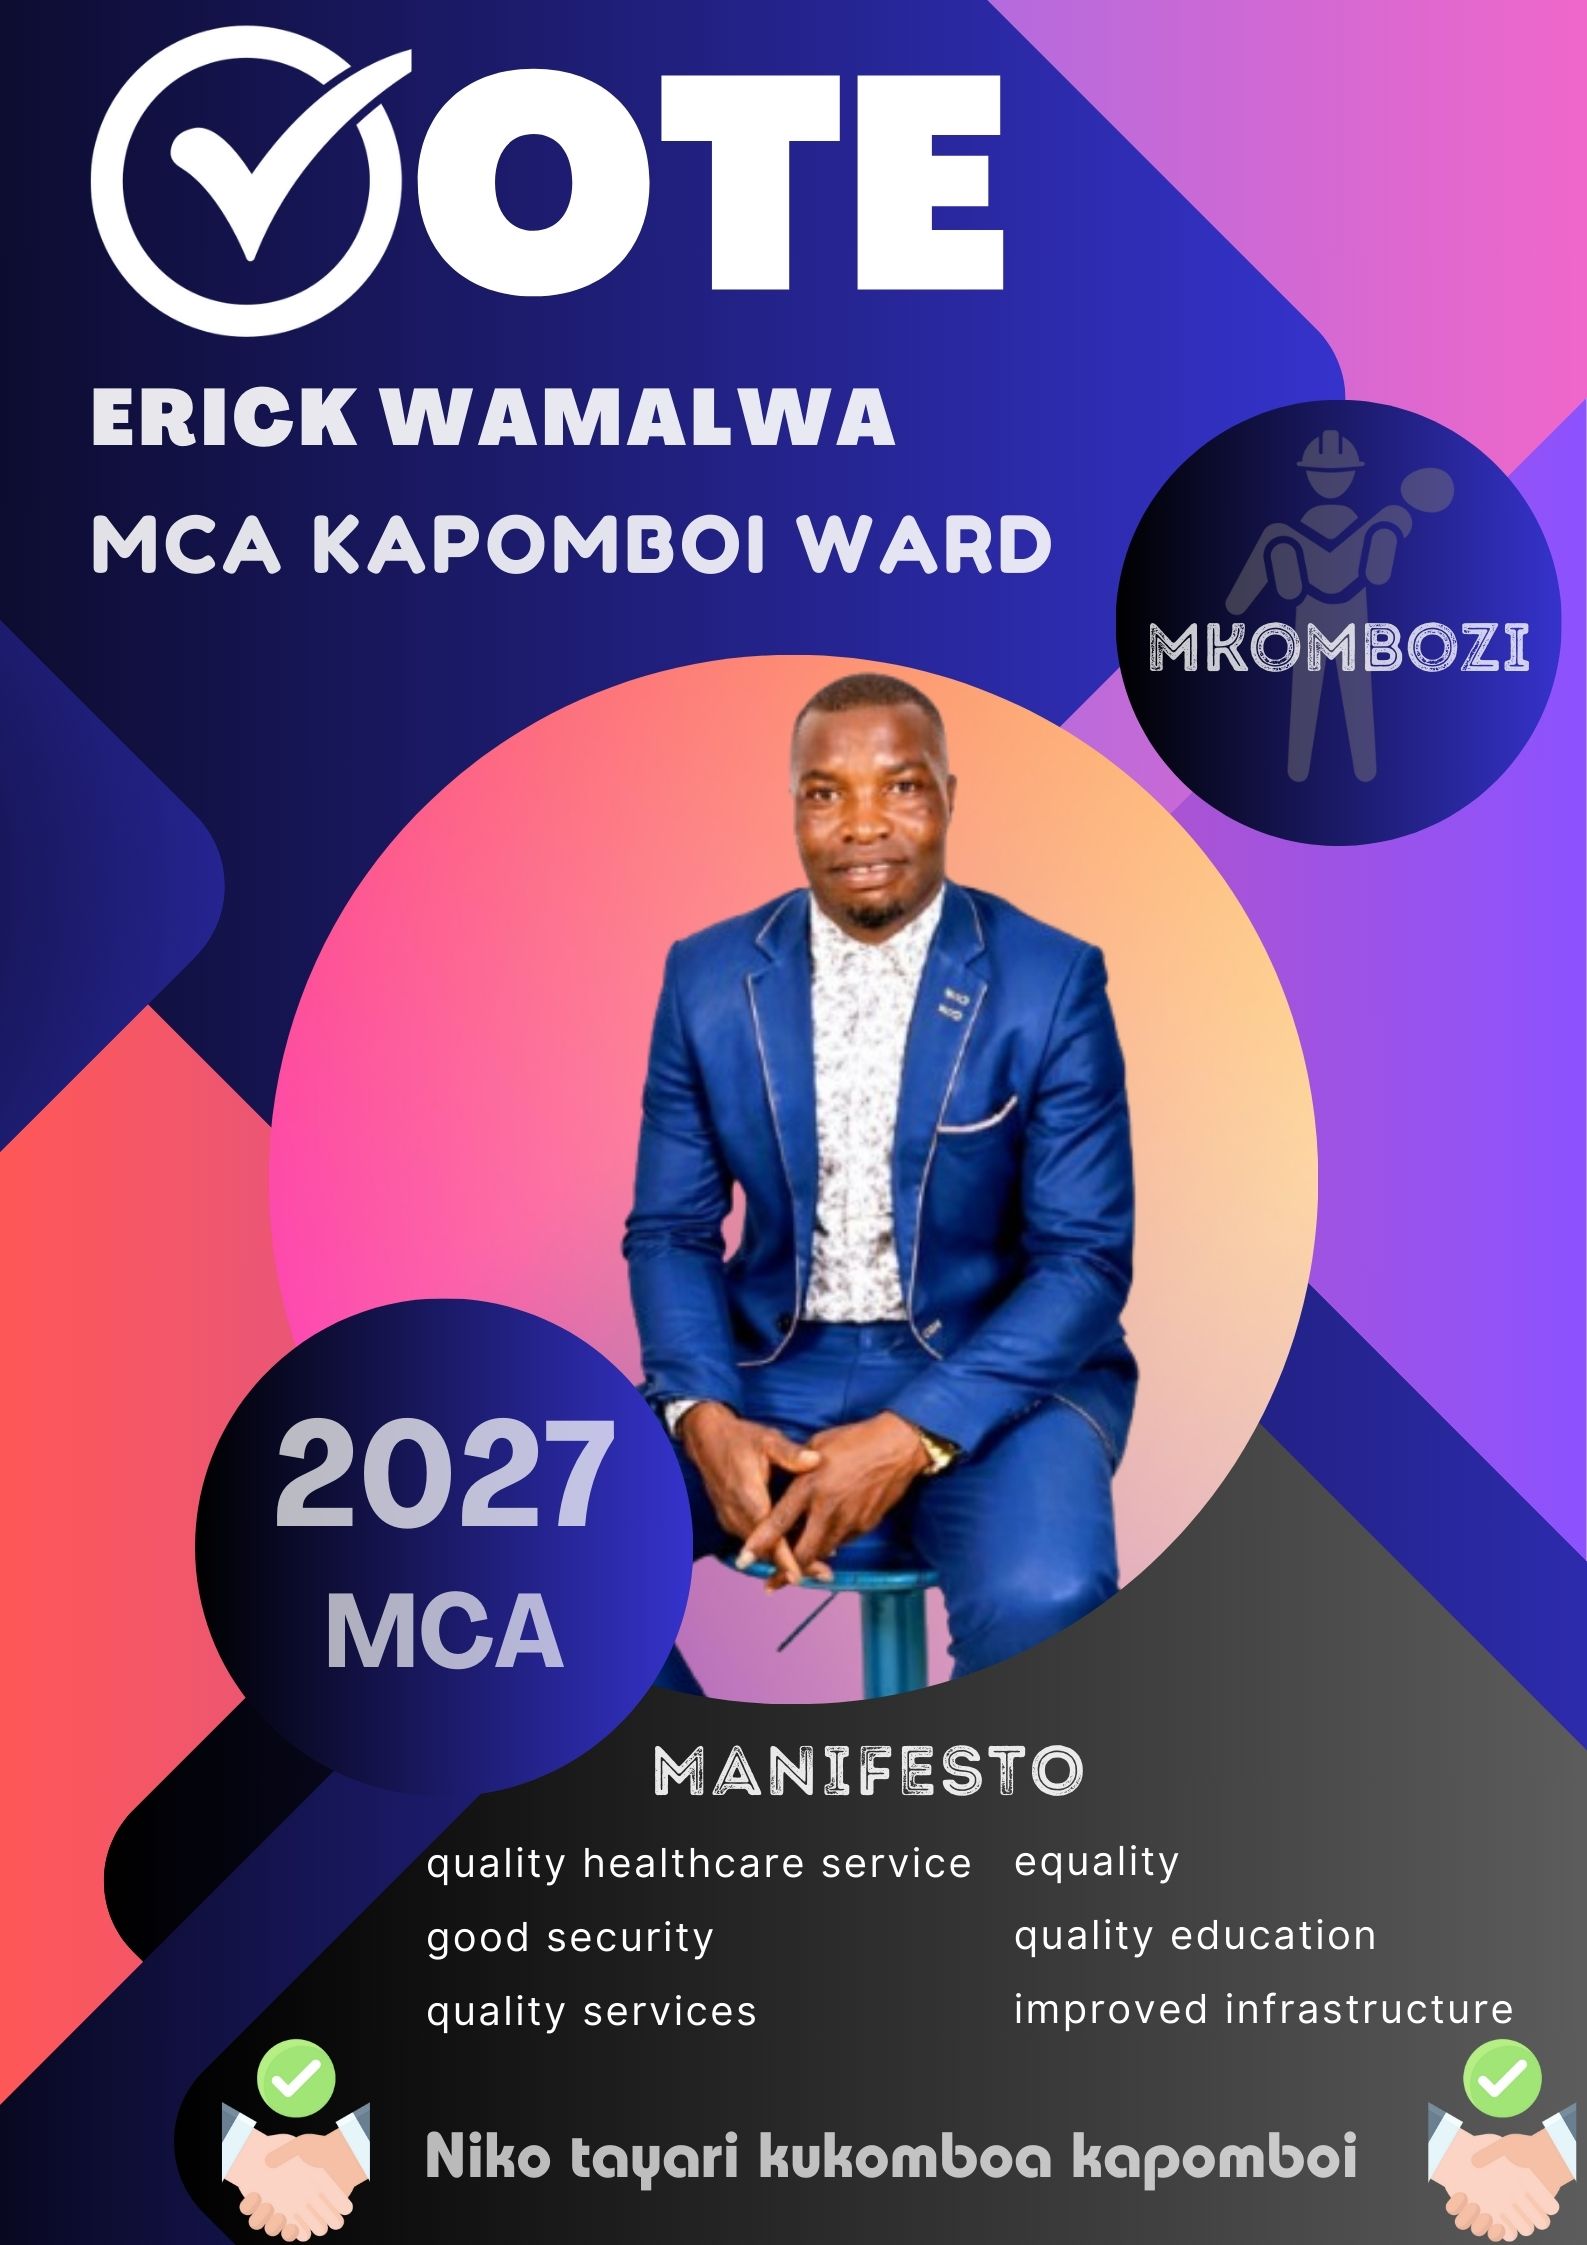 VOTE
ERICK WAMALWA
MCA KAPOMBOI WARD
MKOMBOZI
2027
MCA
MANIFESTO
quality healthcare service
good security
quality services
equality
quality education
improved infrastructure
Niko tayari kukomboa kapomboi